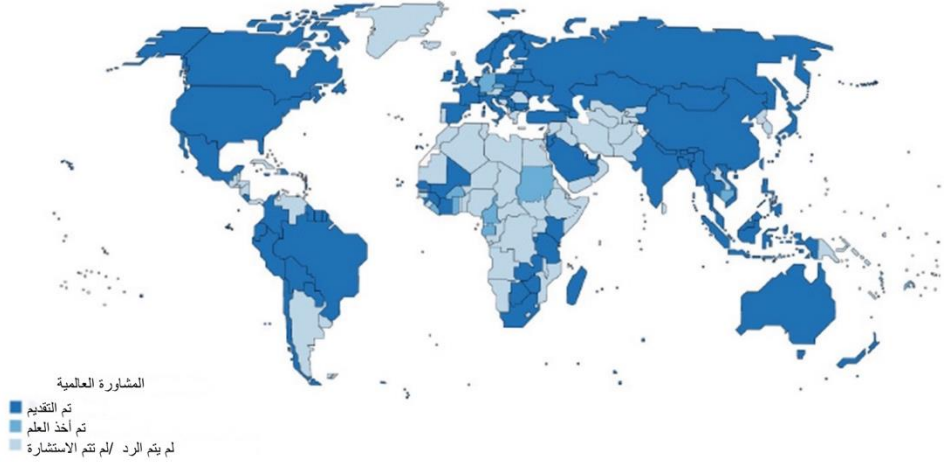 المشاورة العالمية
تم التقديم
تم أخذ العلم
لم يتم الرد /لم تتم الاستشارة